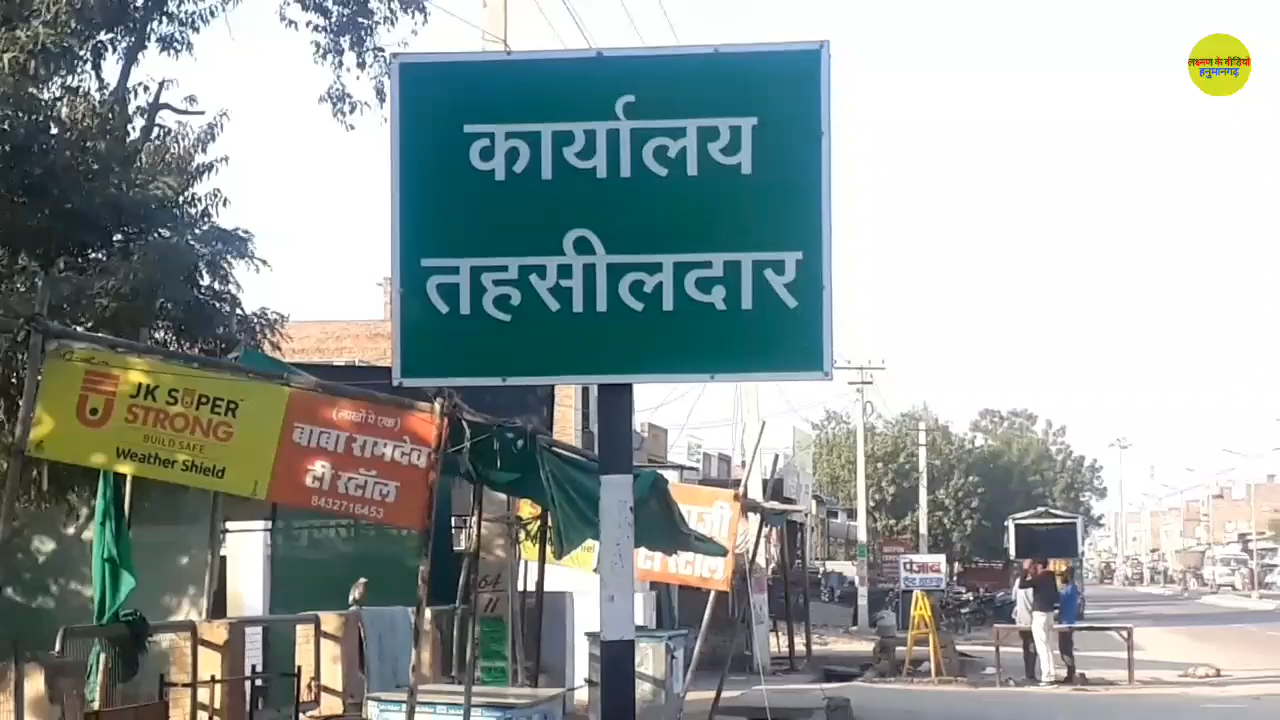 लक्ष्मण के वीडियो
हनुमानगढ़
कार्यालय
तहसीलदार
JK SUPER
STRONG
BUILD SAFE
Weather Shield
(लाखों में एक)
बाबा रामदेव
टी स्टॉल
8432716453
टी स्टॉल
पंजाब